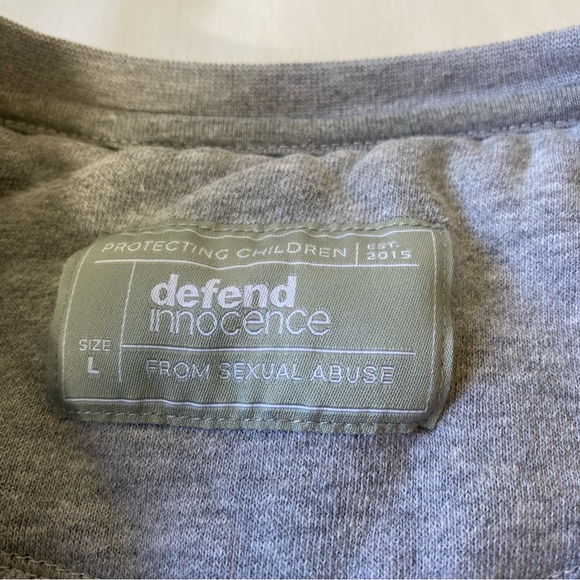 PROTECTING CHILDREN | EST. 2015
defend
innocence
SIZE
L
FROM SEXUAL ABUSE